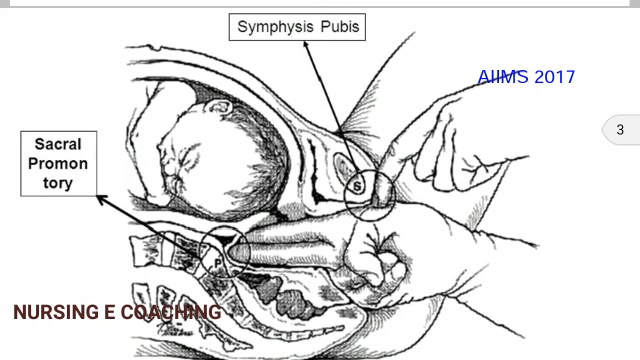 Symphysis Pubis
AIIMS 2017
3
Sacral
Promon
tory
S
P
NURSING E COACHING